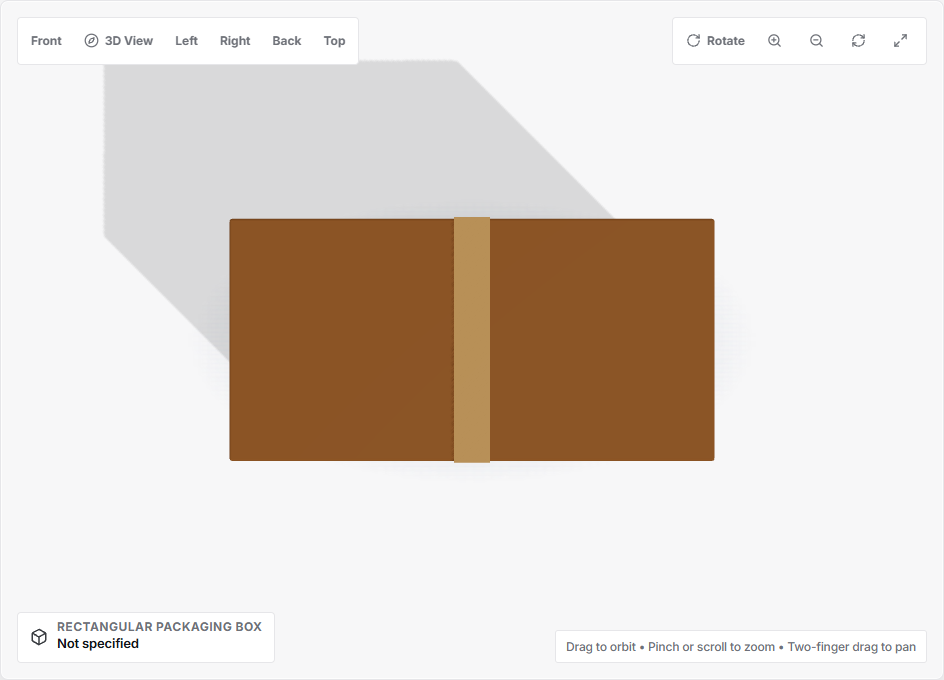 Front 3D View Left Right Back Top
Rotate
RECTANGULAR PACKAGING BOX
Not specified
Drag to orbit • Pinch or scroll to zoom • Two-finger drag to pan